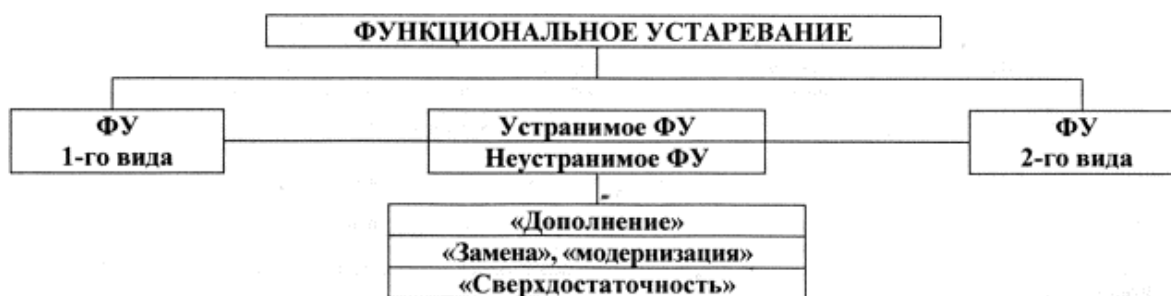 ФУНКЦИОНАЛЬНОЕ УСТАРЕВАНИЕ
ФУ
1-го вида
Устранимое ФУ
Неустранимое ФУ
ФУ
2-го вида
«Дополнение»
«Замена», «модернизация»
«Сверхдостаточность»